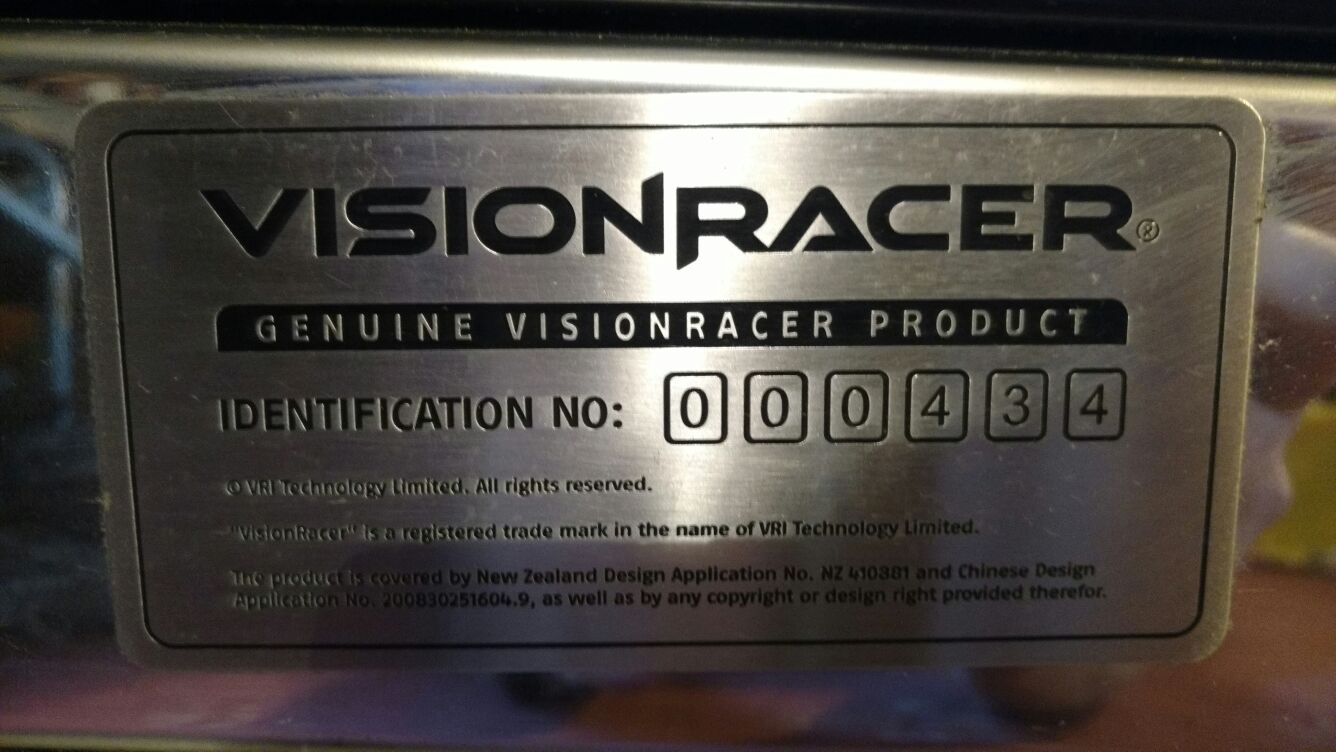 VISIONRACER®
GENUINE VISIONRACER PRODUCT
IDENTIFICATION NO: 000434
© VRI Technology Limited. All rights reserved.
"VisionRacer" is a registered trade mark in the name of VRI Technology Limited.
The product is covered by New Zealand Design Application No. NZ 410881 and Chinese Design
Application No. 200830251604.9, as well as by any copyright or design right provided therefor.